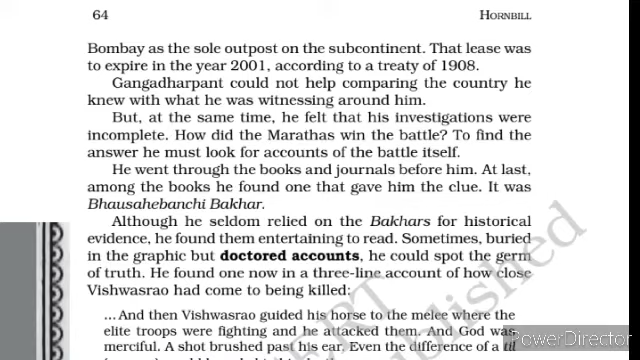 64 HORNBILL
Bombay as the sole outpost on the subcontinent. That lease was
to expire in the year 2001, according to a treaty of 1908.
Gangadharpant could not help comparing the country he
knew with what he was witnessing around him.
But, at the same time, he felt that his investigations were
incomplete. How did the Marathas win the battle? To find the
answer he must look for accounts of the battle itself.
He went through the books and journals before him. At last,
among the books he found one that gave him the clue. It was
Bhausahebanchi Bakhar.
Although he seldom relied on the Bakhars for historical
evidence, he found them entertaining to read. Sometimes, buried
in the graphic but doctored accounts, he could spot the germ
of truth. He found one now in a three-line account of how close
Vishwasrao had come to being killed:
... And then Vishwasrao guided his horse to the melee where the
elite troops were fighting and he attacked them. And God was
merciful. A shot brushed past his ear. Even the difference of a
PowerDirector